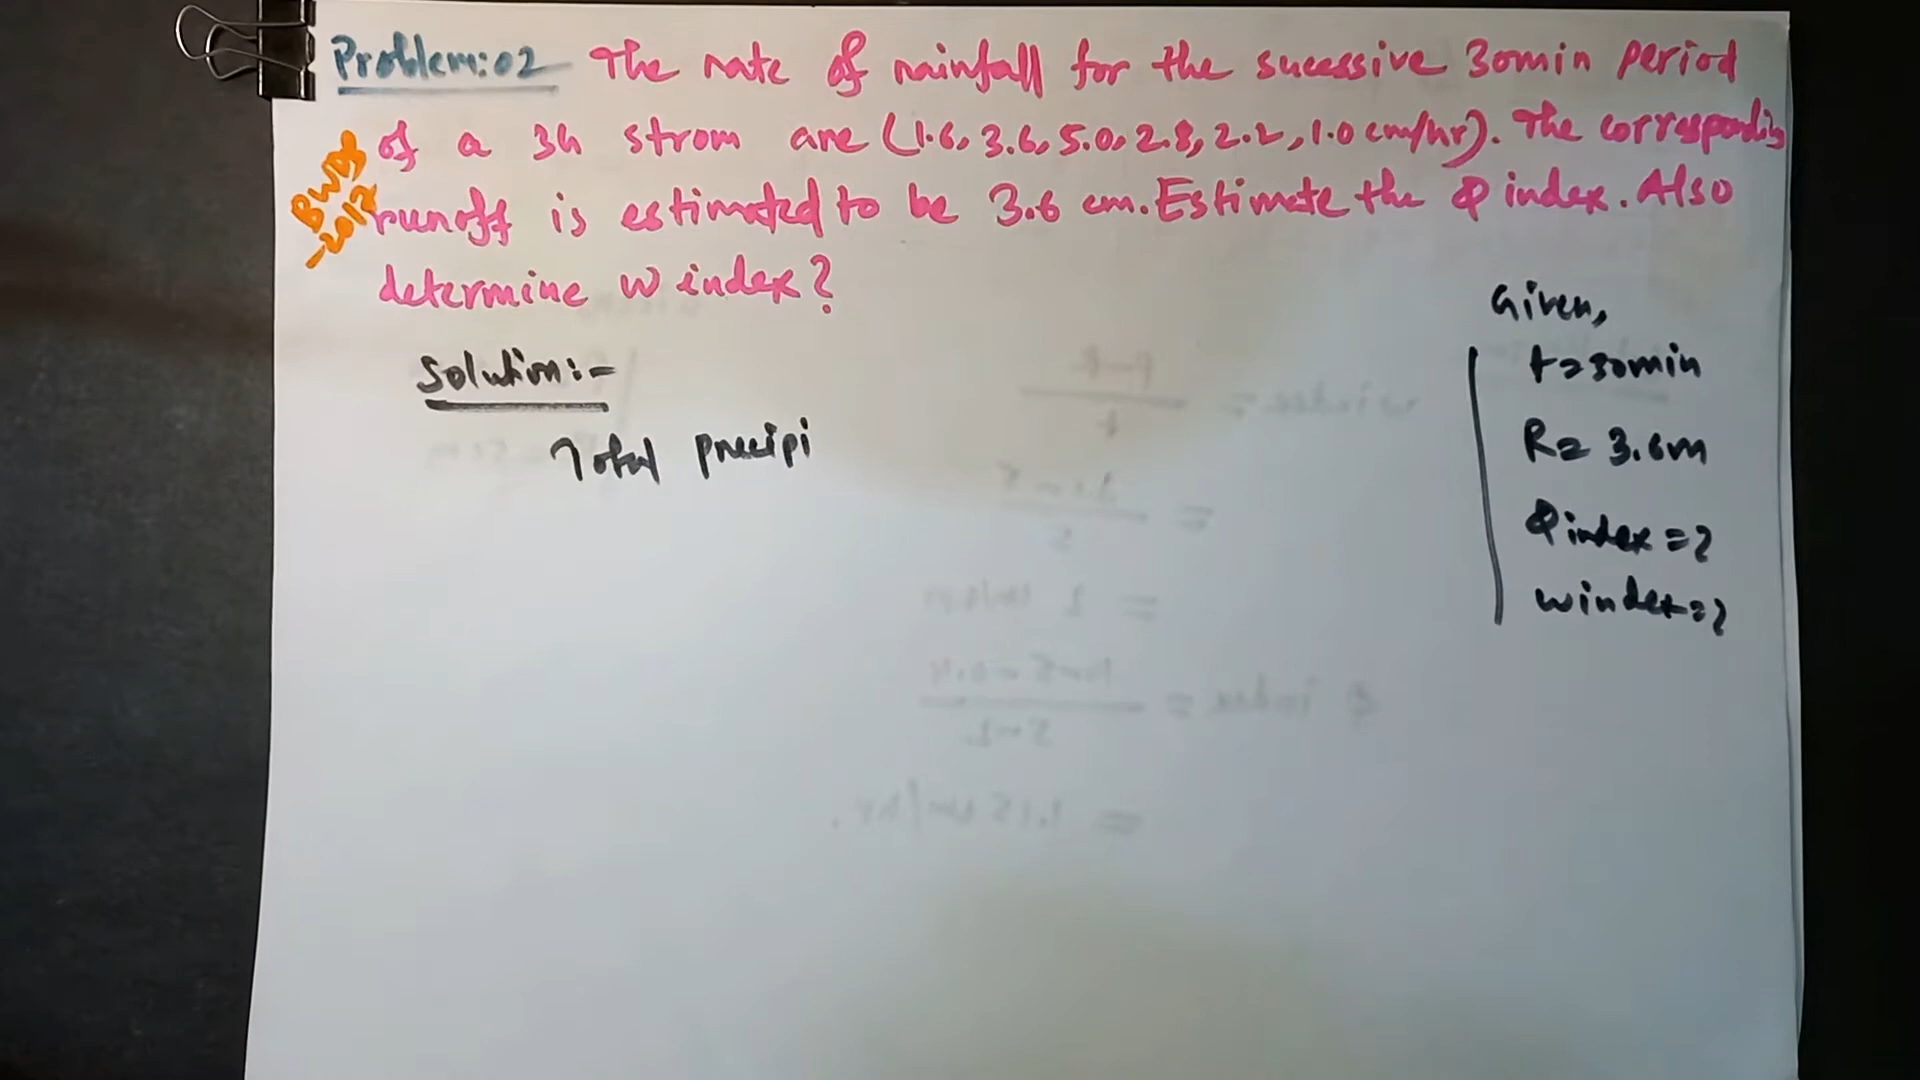 Problem:02 The rate of rainfall for the sucessive 30min period
of a 3h strom are (1.6, 3.6, 5.0, 2.8, 2.2, 1.0 cm/hr). The corresponding
BWDB -2017
runoff is estimated to be 3.6 cm. Estimate the φ index. Also
determine W index?
Given,
Solution:-
t=30min
Total precipi
R= 3.6m
φ index =?
W index=?